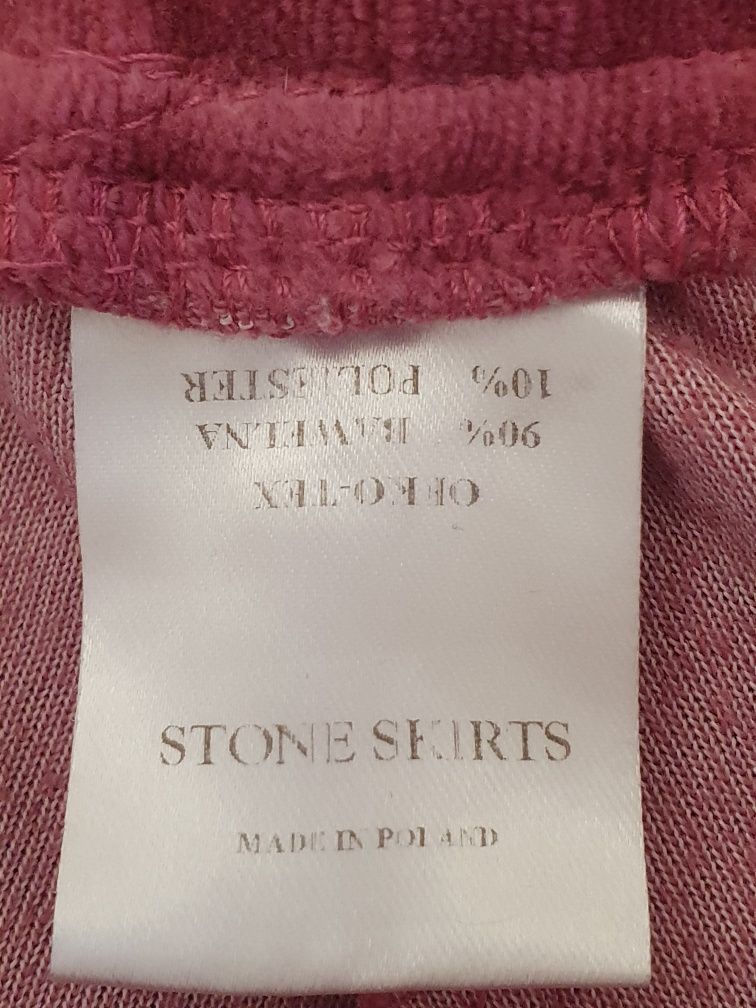 STONE SKIRTS
MADE IN POLAND
OEKO-TEX
90% BAWEŁNA
10% POLIESTER